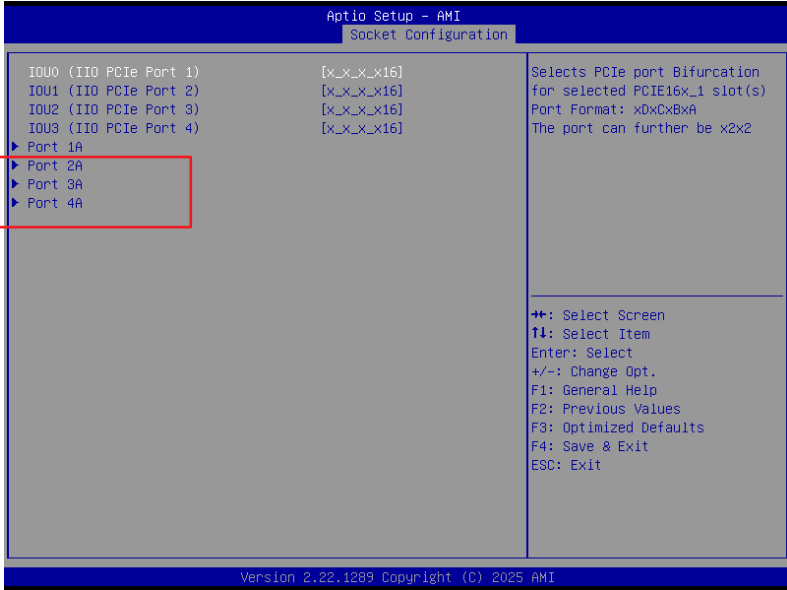 Aptio Setup - AMI
Socket Configuration
IOU0 (IIO PCIe Port 1) [x_x_x_x16]
IOU1 (IIO PCIe Port 2) [x_x_x_x16]
IOU2 (IIO PCIe Port 3) [x_x_x_x16]
IOU3 (IIO PCIe Port 4) [x_x_x_x16]
Port 1A
Port 2A
Port 3A
Port 4A
Selects PCIe port Bifurcation
for selected PCIE16x_1 slot(s)
Port Format: xDxCxBxA
The port can further be x2x2
→←: Select Screen
↑↓: Select Item
Enter: Select
+/-: Change Opt.
F1: General Help
F2: Previous Values
F3: Optimized Defaults
F4: Save & Exit
ESC: Exit
Version 2.22.1289 Copyright (C) 2025 AMI